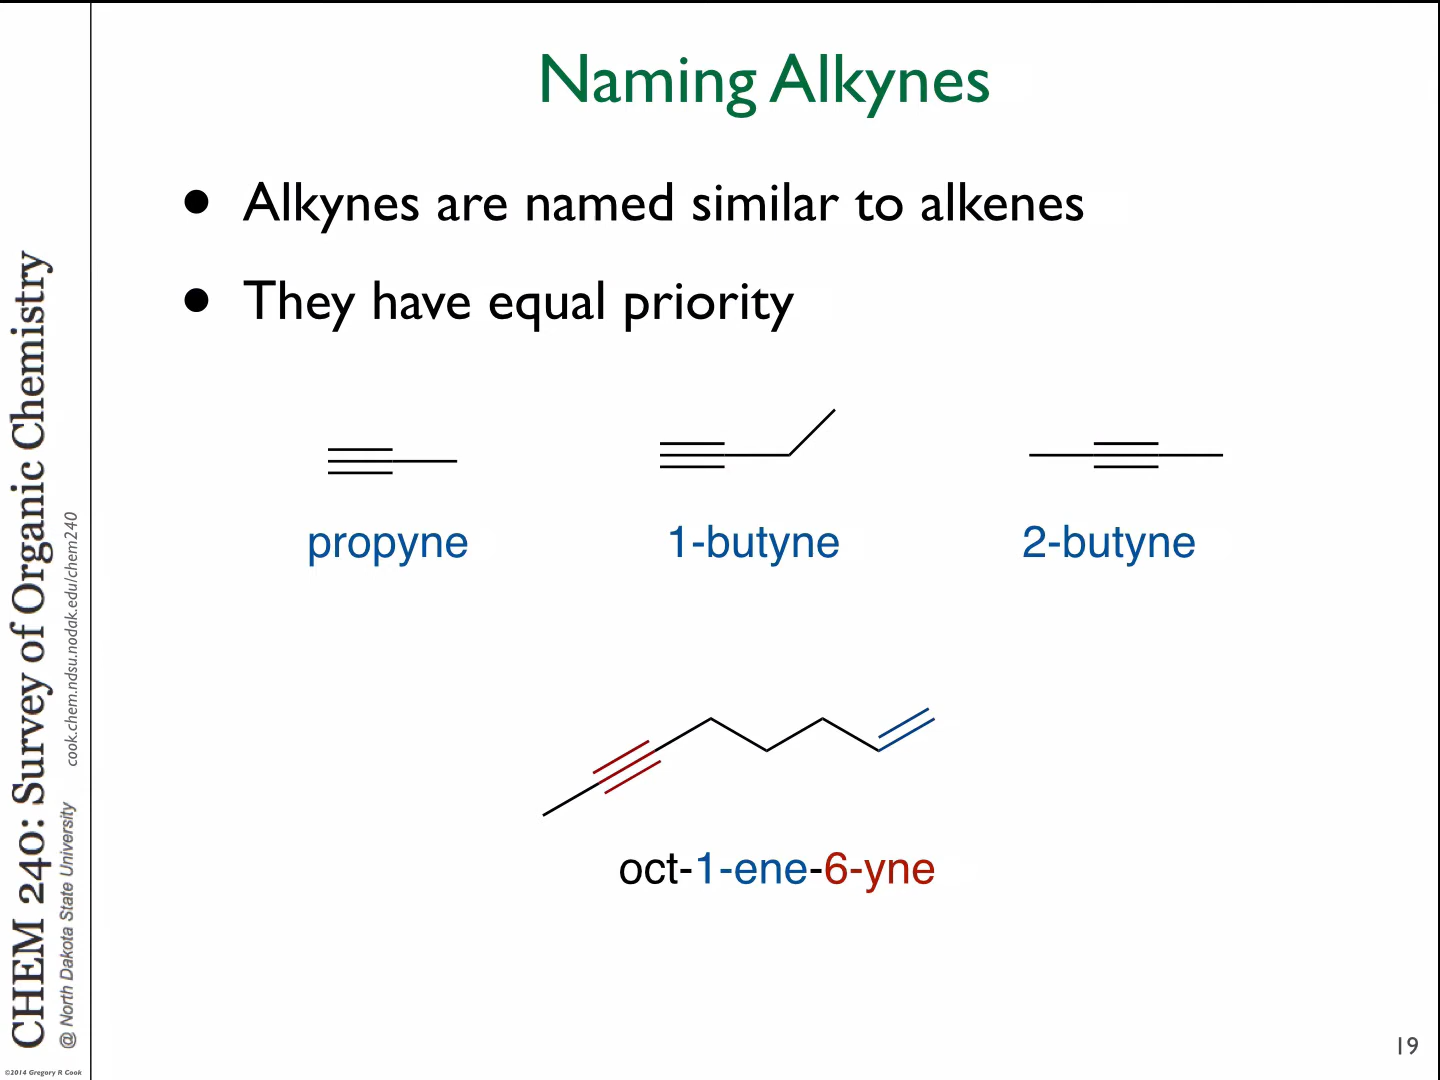 Naming Alkynes
• Alkynes are named similar to alkenes
• They have equal priority
propyne
1-butyne
2-butyne
oct-1-ene-6-yne
CHEM 240: Survey of Organic Chemistry
@ North Dakota State University cook.chem.ndsu.nodak.edu/chem240
©2014 Gregory R Cook
19